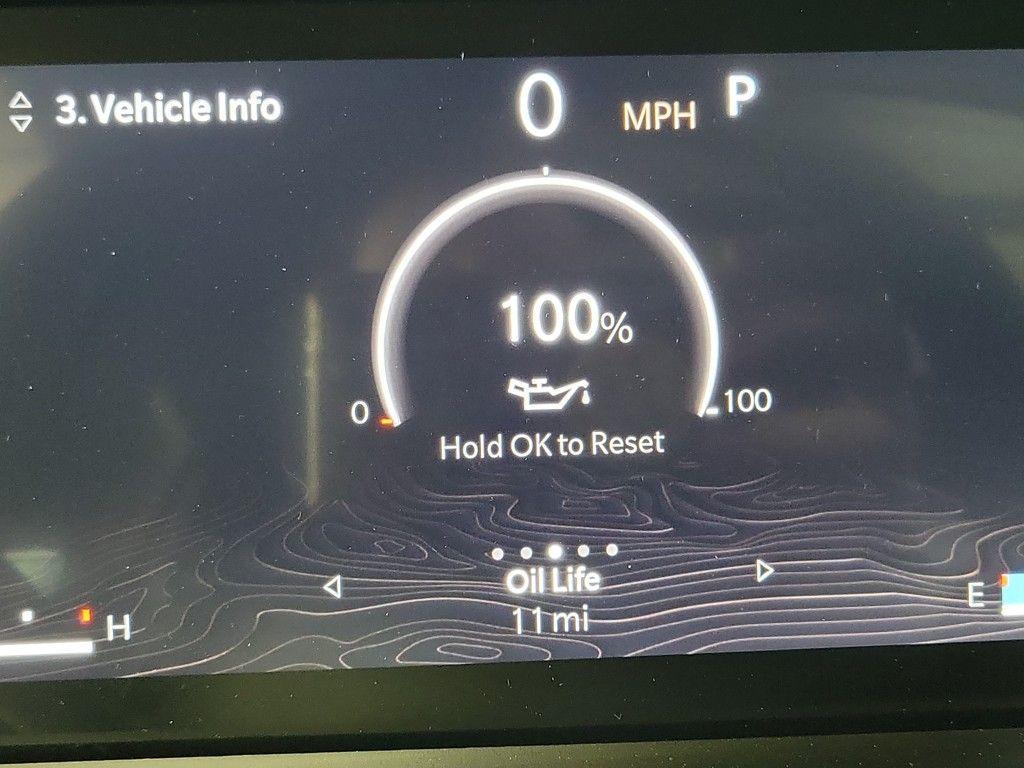 3. Vehicle Info
0 MPH P
100%
0
100
Hold OK to Reset
Oil Life
11 mi
H
E